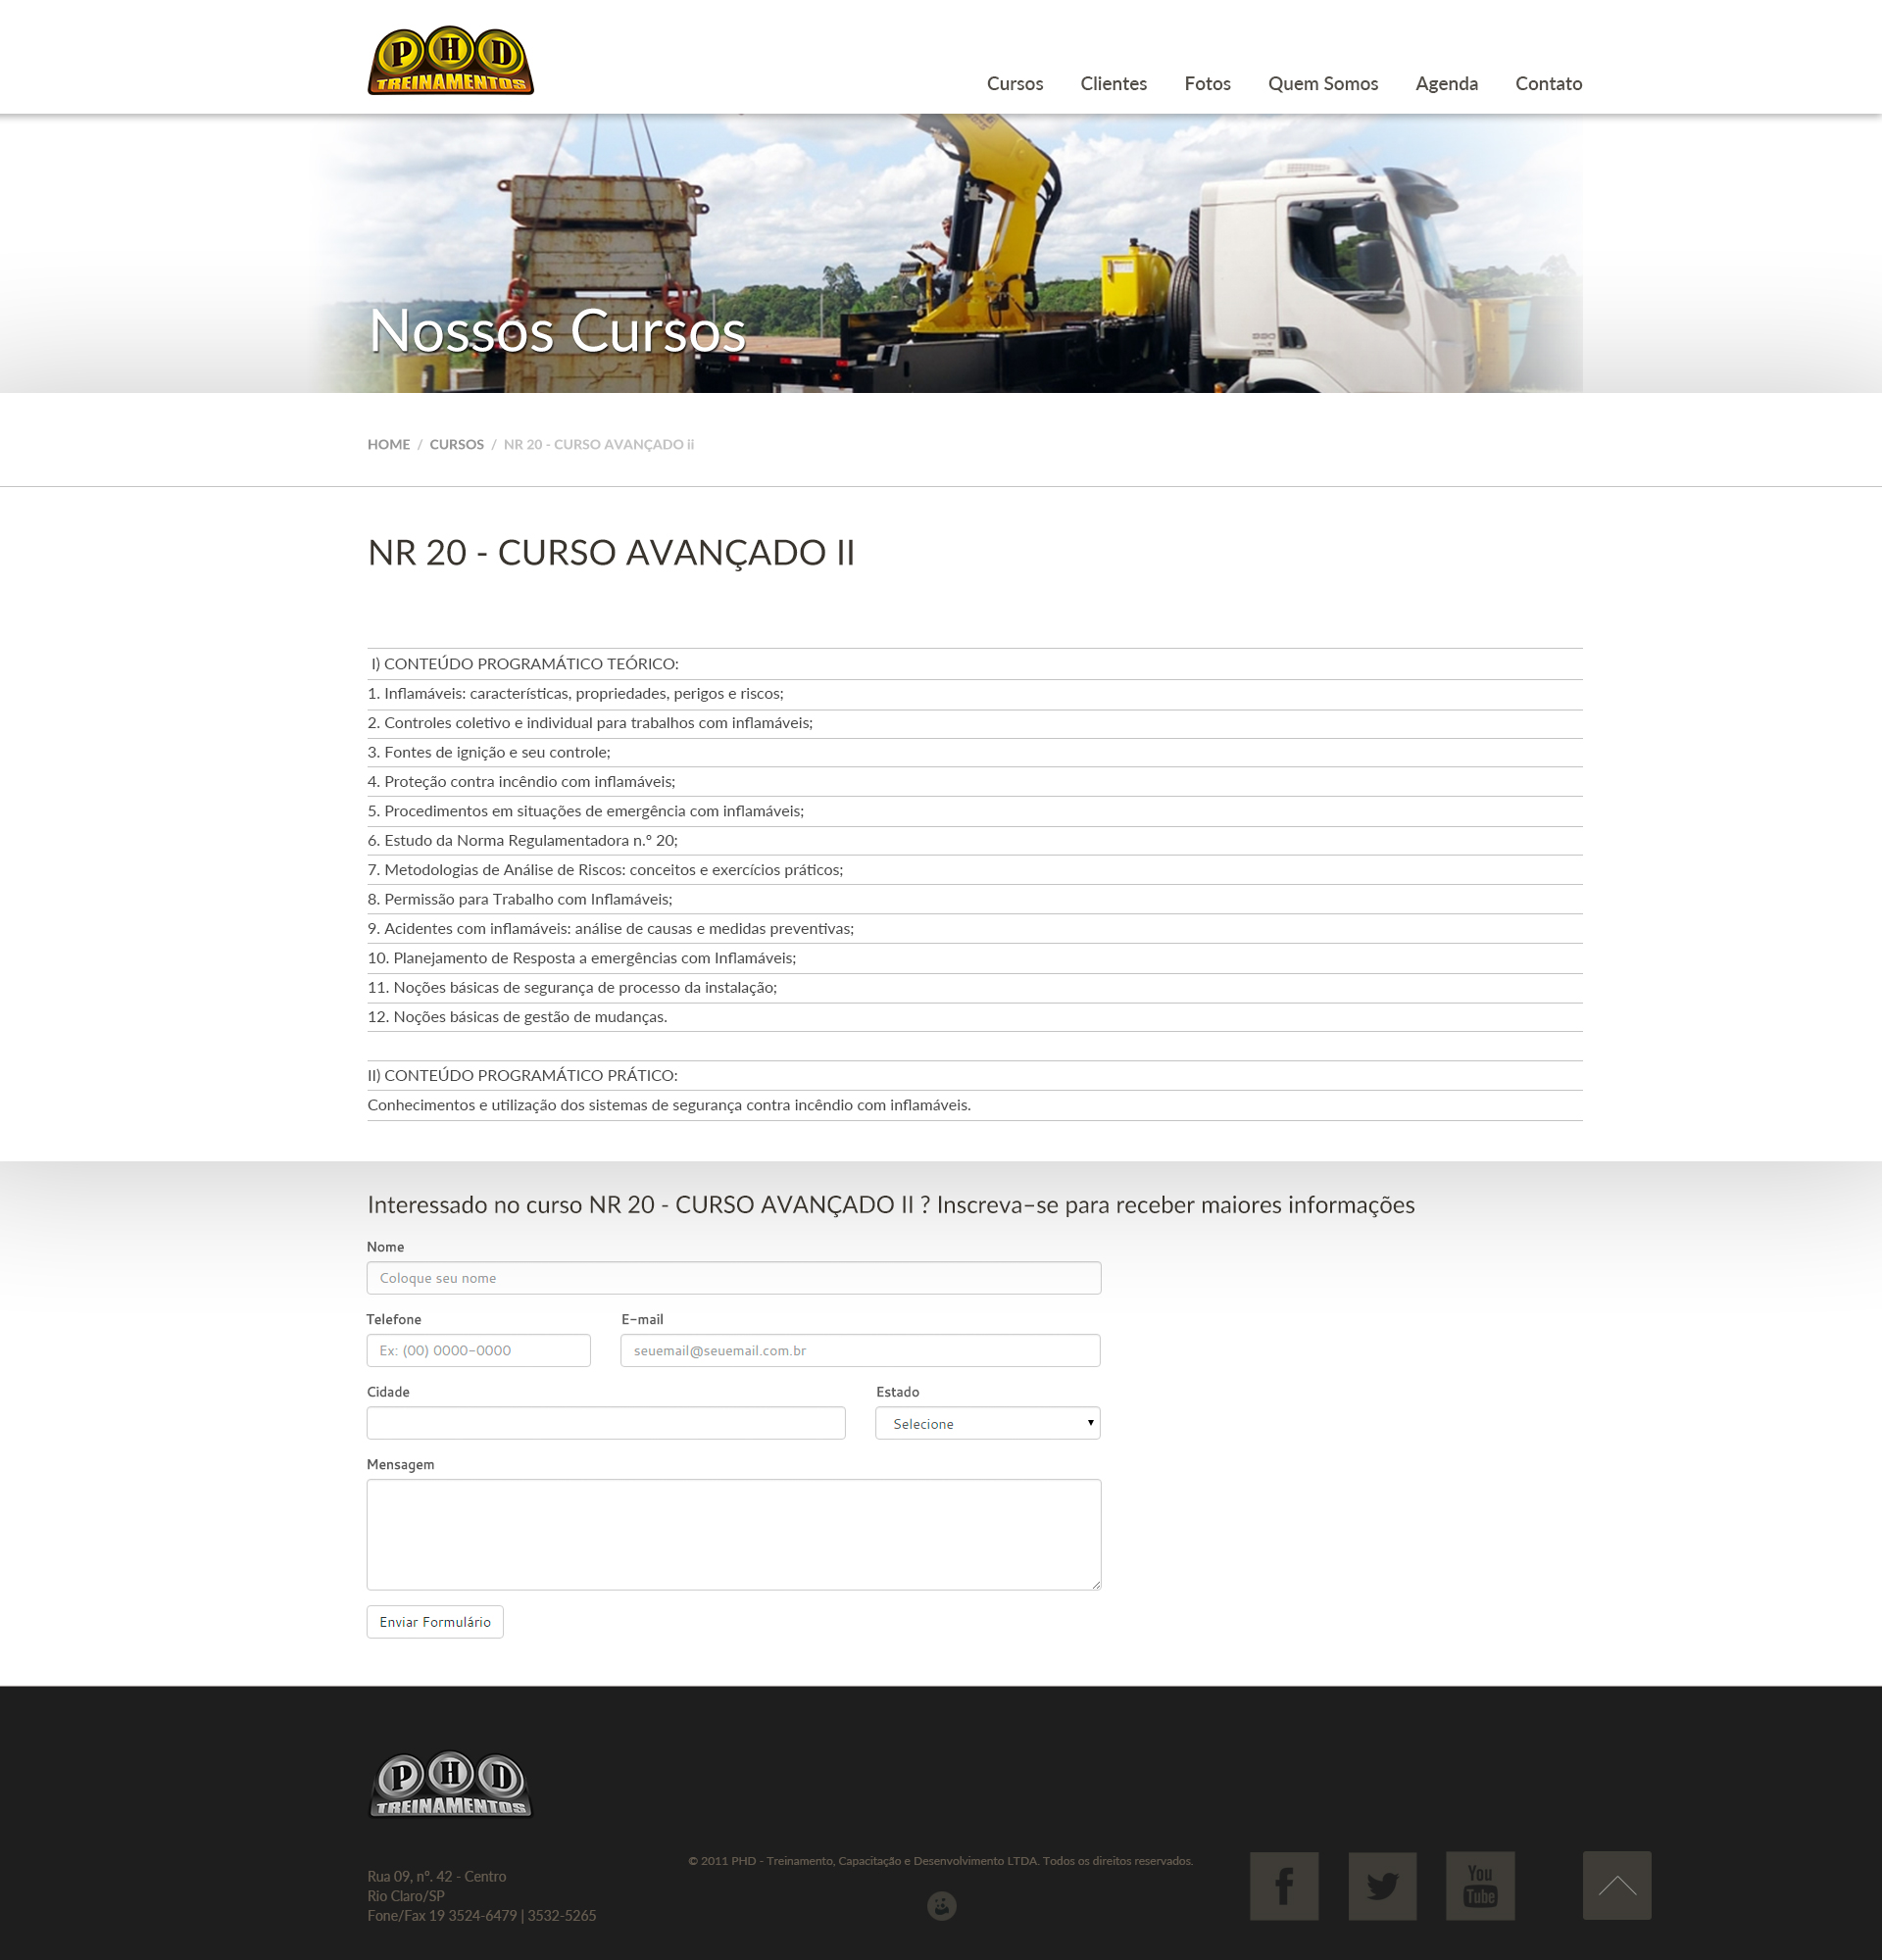 PHD
TREINAMENTOS
Cursos Clientes Fotos Quem Somos Agenda Contato
PHD
Nossos Cursos
HOME / CURSOS / NR 20 - CURSO AVANÇADO ii
NR 20 - CURSO AVANÇADO II
I) CONTEÚDO PROGRAMÁTICO TEÓRICO:
1. Inflamáveis: características, propriedades, perigos e riscos;
2. Controles coletivo e individual para trabalhos com inflamáveis;
3. Fontes de ignição e seu controle;
4. Proteção contra incêndio com inflamáveis;
5. Procedimentos em situações de emergência com inflamáveis;
6. Estudo da Norma Regulamentadora n.º 20;
7. Metodologias de Análise de Riscos: conceitos e exercícios práticos;
8. Permissão para Trabalho com Inflamáveis;
9. Acidentes com inflamáveis: análise de causas e medidas preventivas;
10. Planejamento de Resposta a emergências com Inflamáveis;
11. Noções básicas de segurança de processo da instalação;
12. Noções básicas de gestão de mudanças.
II) CONTEÚDO PROGRAMÁTICO PRÁTICO:
Conhecimentos e utilização dos sistemas de segurança contra incêndio com inflamáveis.
Interessado no curso NR 20 - CURSO AVANÇADO II ? Inscreva-se para receber maiores informações
Nome
Coloque seu nome
Telefone E-mail
Ex: (00) 0000-0000 seuemail@seuemail.com.br
Cidade Estado
Selecione
Mensagem
Enviar Formulário
PHD
TREINAMENTOS
© 2011 PHD - Treinamento, Capacitação e Desenvolvimento LTDA. Todos os direitos reservados.
Rua 09, nº. 42 - Centro
Rio Claro/SP
Fone/Fax 19 3524-6479 | 3532-5265
You
Tube